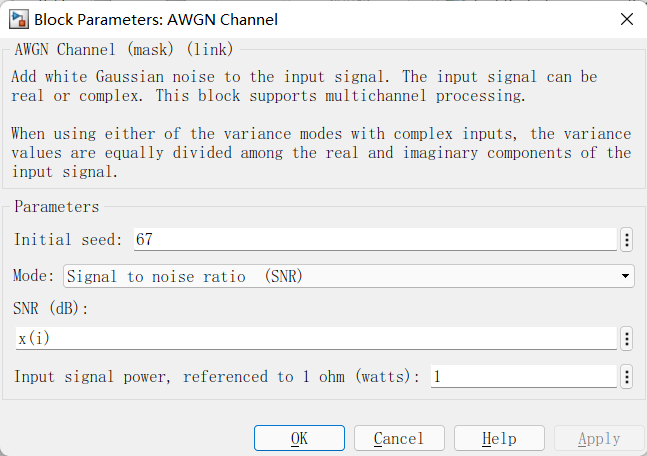 Block Parameters: AWGN Channel
AWGN Channel (mask) (link)
Add white Gaussian noise to the input signal. The input signal can be
real or complex. This block supports multichannel processing.
When using either of the variance modes with complex inputs, the variance
values are equally divided among the real and imaginary components of the
input signal.
Parameters
Initial seed: 67
Mode: Signal to noise ratio  (SNR)
SNR (dB):
x(i)
Input signal power, referenced to 1 ohm (watts): 1
OK Cancel Help Apply